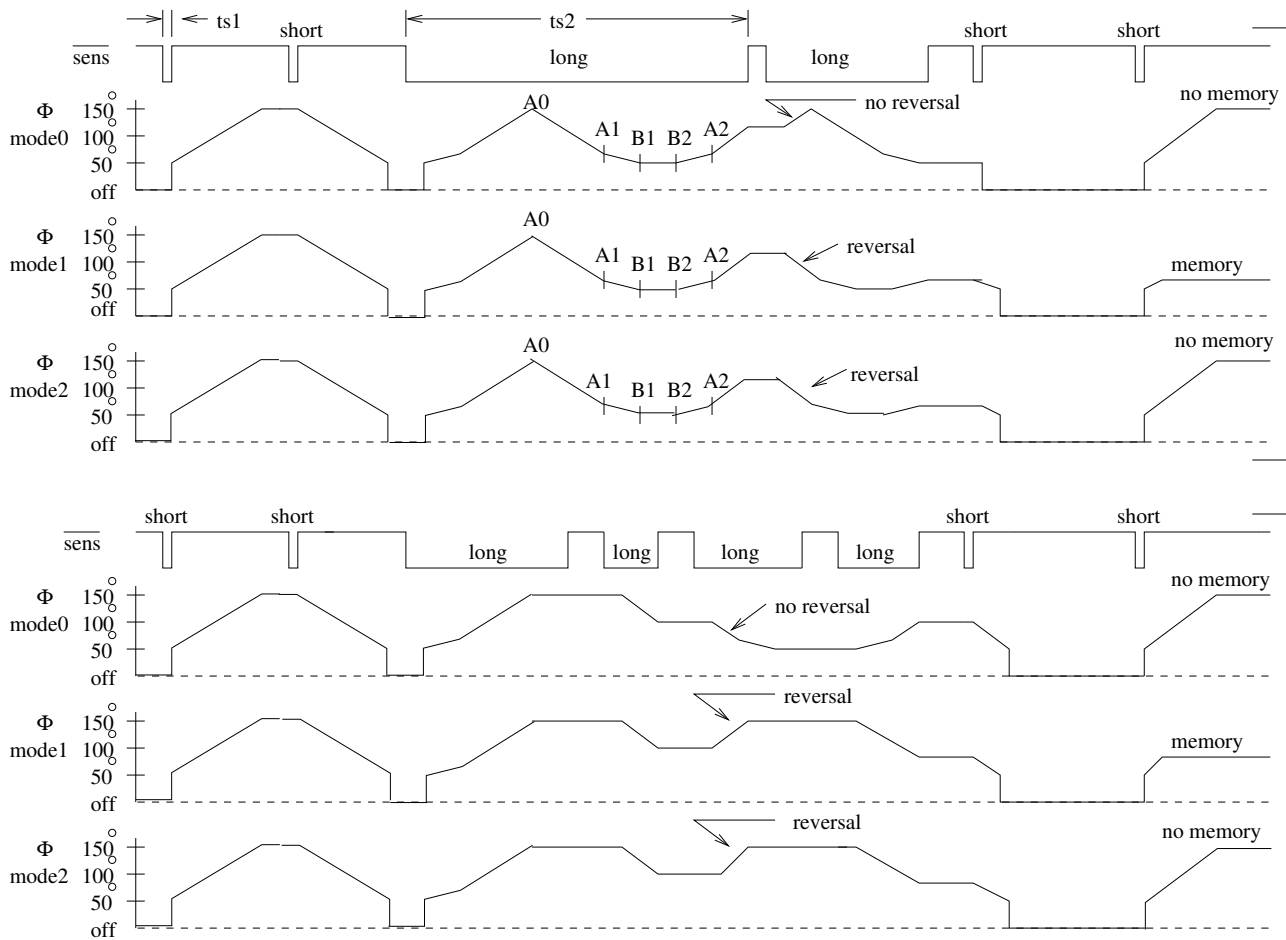 ts1
ts2
short
short
short
sens
long
long
Φ
mode0
150°
100°
50°
off
A0
A1
B1
B2
A2
no reversal
no memory
Φ
mode1
150°
100°
50°
off
A0
A1
B1
B2
A2
reversal
memory
Φ
mode2
150°
100°
50°
off
A0
A1
B1
B2
A2
reversal
no memory
short
short
short
short
sens
long
long
long
long
Φ
mode0
150°
100°
50°
off
no reversal
no memory
Φ
mode1
150°
100°
50°
off
reversal
memory
Φ
mode2
150°
100°
50°
off
reversal
no memory